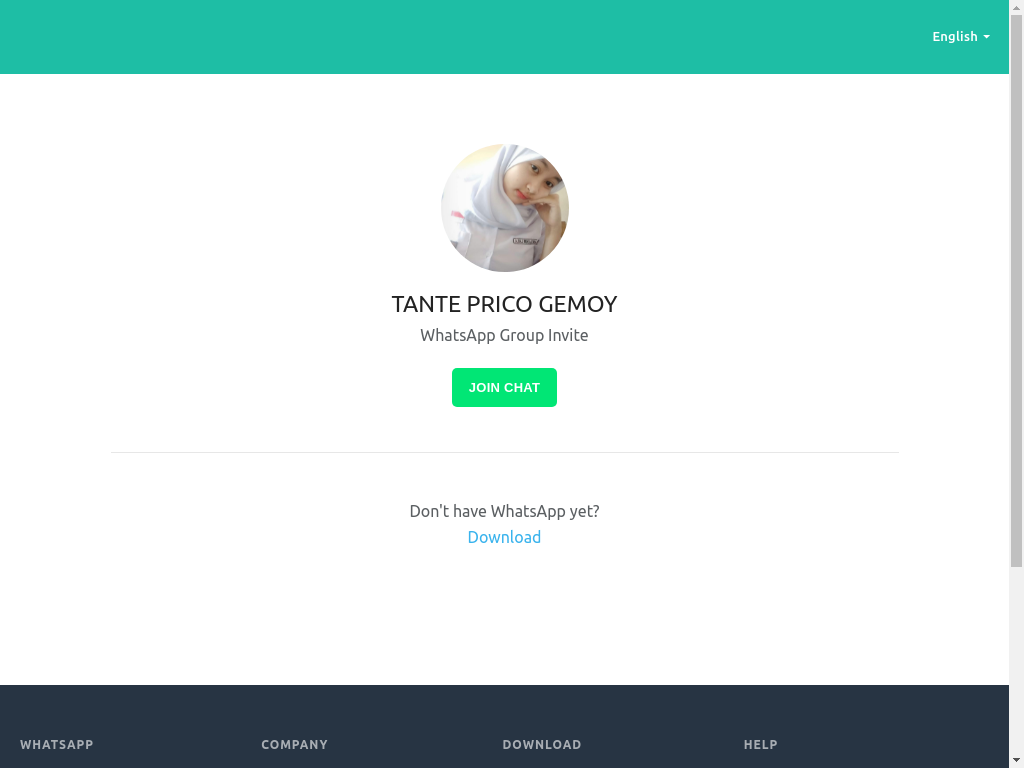 English
TANTE PRICO GEMOY
WhatsApp Group Invite
JOIN CHAT
Don't have WhatsApp yet?
Download
WHATSAPP
COMPANY
DOWNLOAD
HELP